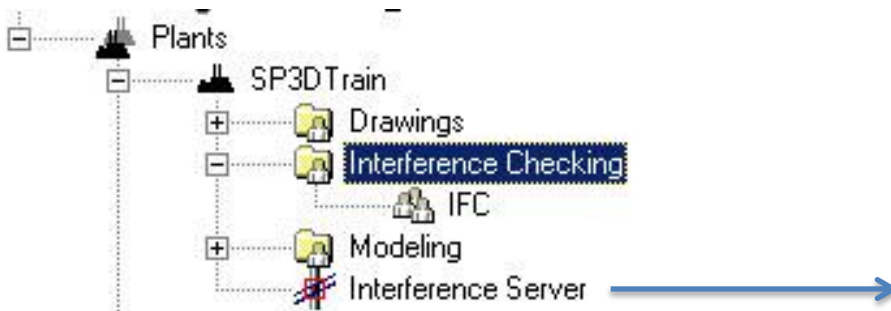 Plants
SP3DTrain
Drawings
Interference Checking
IFC
Modeling
Interference Server